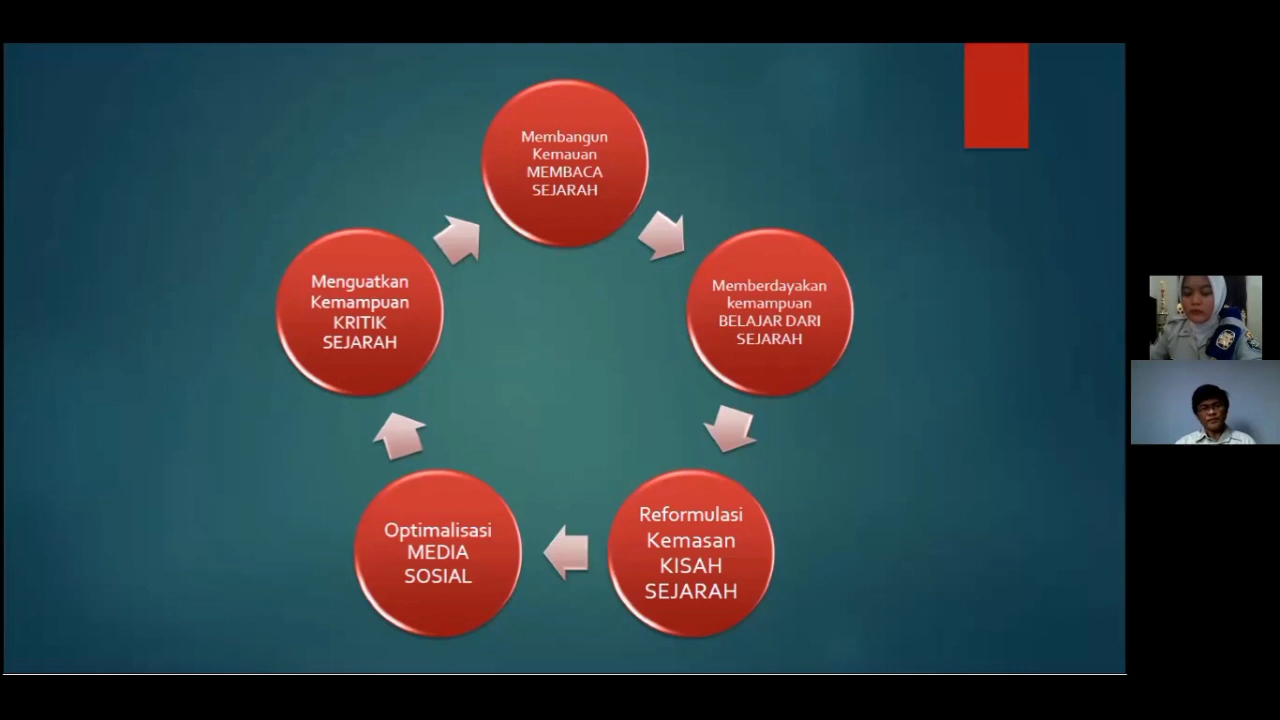 Membangun
Kemauan
MEMBACA
SEJARAH
Memberdayakan
kemampuan
BELAJAR DARI
SEJARAH
Reformulasi
Kemasan
KISAH
SEJARAH
Optimalisasi
MEDIA
SOSIAL
Menguatkan
Kemampuan
KRITIK
SEJARAH